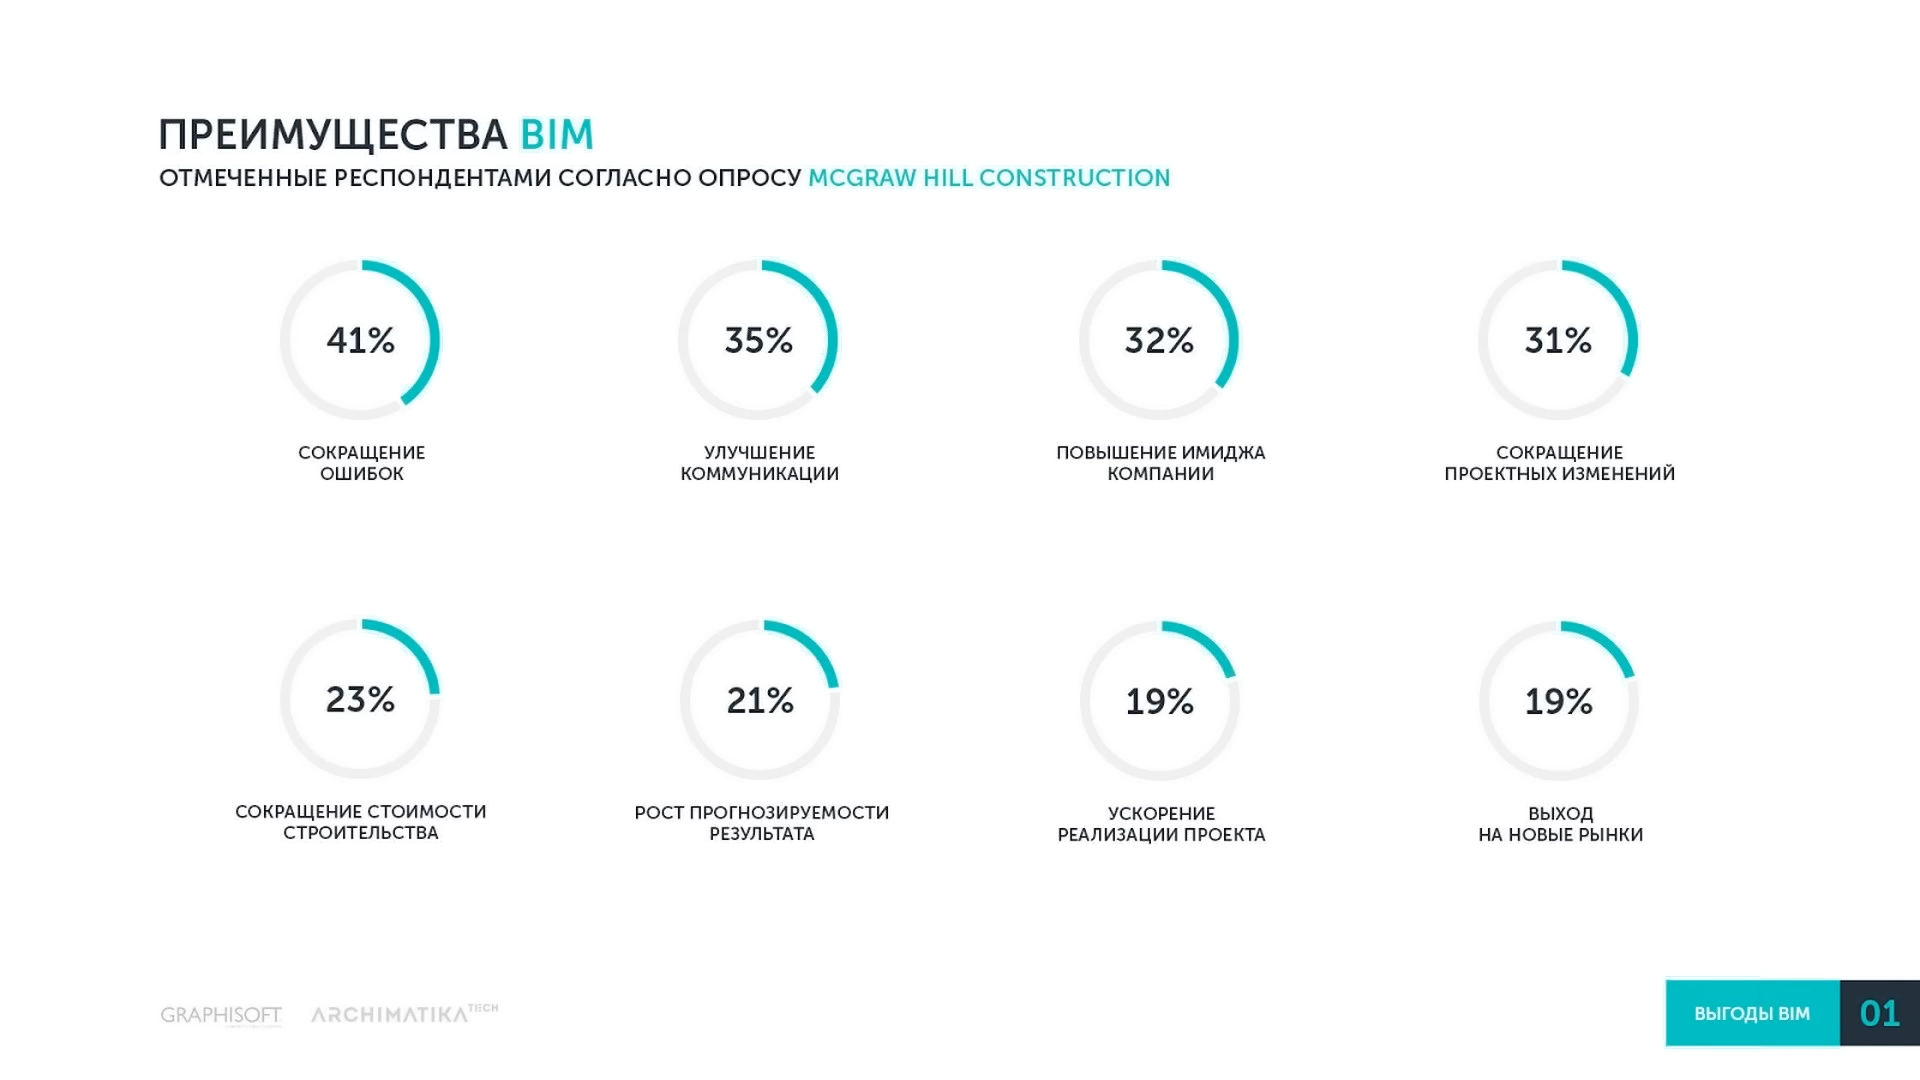 ПРЕИМУЩЕСТВА BIM
ОТМЕЧЕННЫЕ РЕСПОНДЕНТАМИ СОГЛАСНО ОПРОСУ MCGRAW HILL CONSTRUCTION
41%
СОКРАЩЕНИЕ
ОШИБОК
35%
УЛУЧШЕНИЕ
КОММУНИКАЦИИ
32%
ПОВЫШЕНИЕ ИМИДЖА
КОМПАНИИ
31%
СОКРАЩЕНИЕ
ПРОЕКТНЫХ ИЗМЕНЕНИЙ
23%
СОКРАЩЕНИЕ СТОИМОСТИ
СТРОИТЕЛЬСТВА
21%
РОСТ ПРОГНОЗИРУЕМОСТИ
РЕЗУЛЬТАТА
19%
УСКОРЕНИЕ
РЕАЛИЗАЦИИ ПРОЕКТА
19%
ВЫХОД
НА НОВЫЕ РЫНКИ
GRAPHISOFT
ARCHIMATIKA TECH
ВЫГОДЫ BIM
01